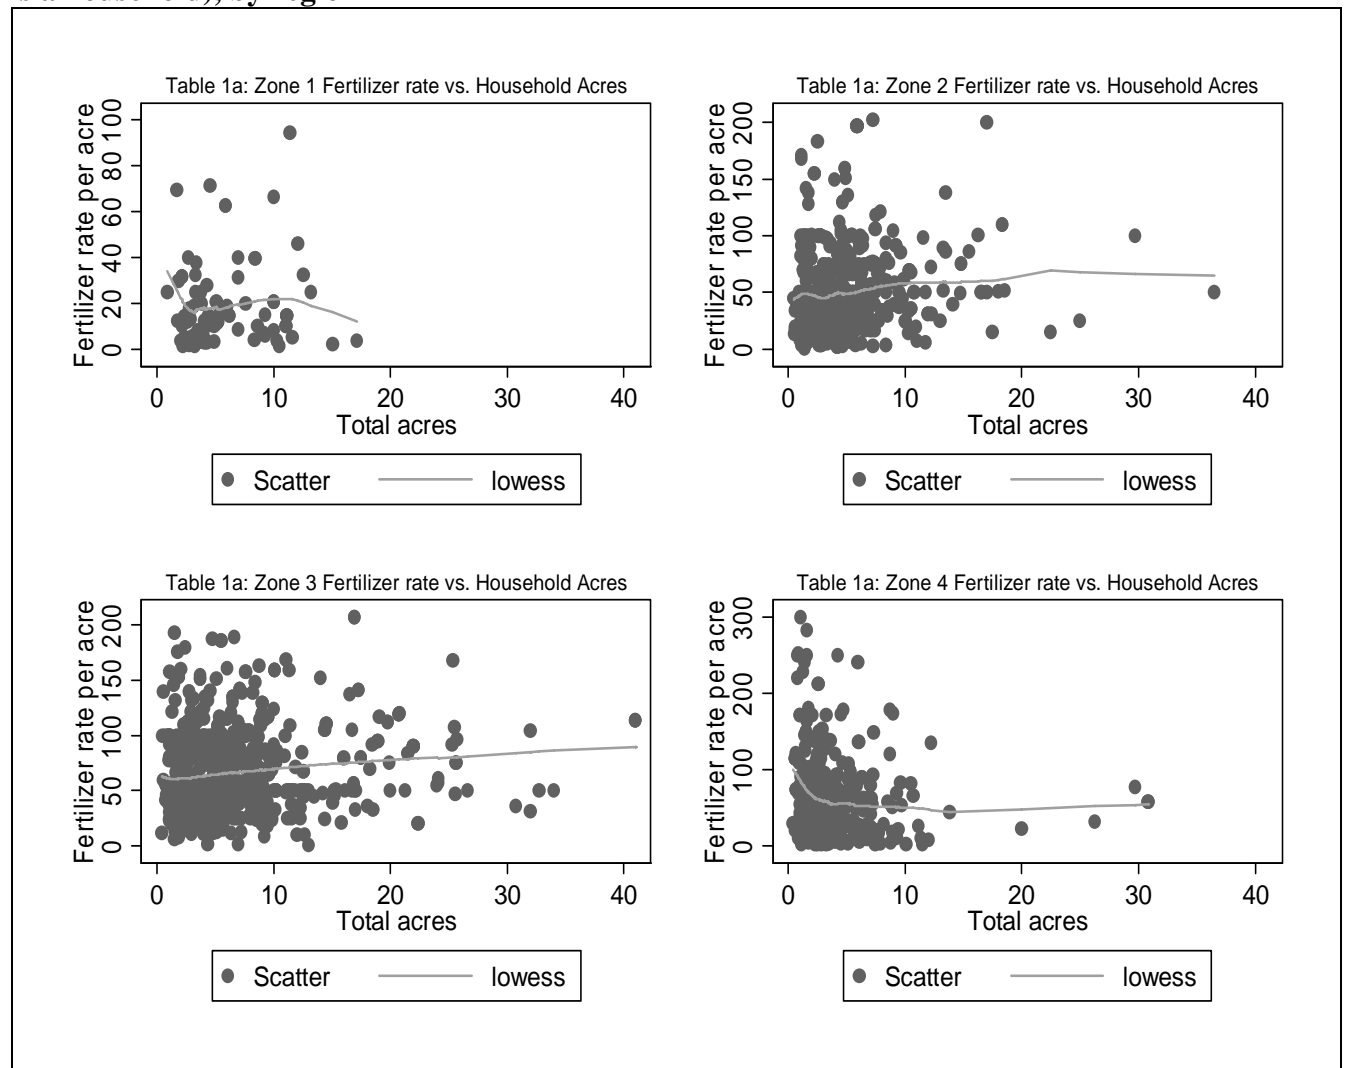 Table 1a: Zone 1 Fertilizer rate vs. Household Acres
Fertilizer rate per acre
0 20 40 60 80 100
0 10 20 30 40
Total acres
Scatter lowess
Table 1a: Zone 2 Fertilizer rate vs. Household Acres
Fertilizer rate per acre
0 50 100 150 200
0 10 20 30 40
Total acres
Scatter lowess
Table 1a: Zone 3 Fertilizer rate vs. Household Acres
Fertilizer rate per acre
0 50 100 150 200
0 10 20 30 40
Total acres
Scatter lowess
Table 1a: Zone 4 Fertilizer rate vs. Household Acres
Fertilizer rate per acre
0 100 200 300
0 10 20 30 40
Total acres
Scatter lowess